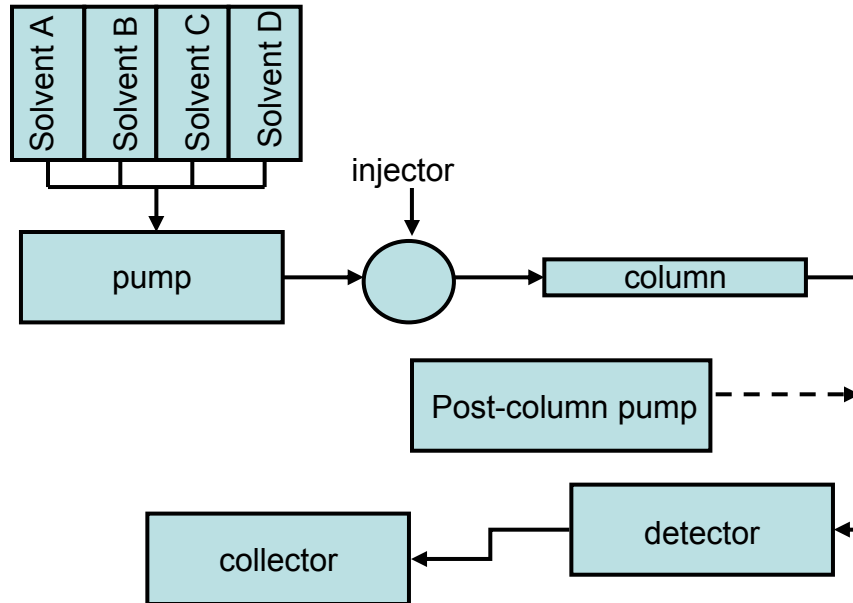 Solvent A
Solvent B
Solvent C
Solvent D
injector
pump
column
Post-column pump
detector
collector